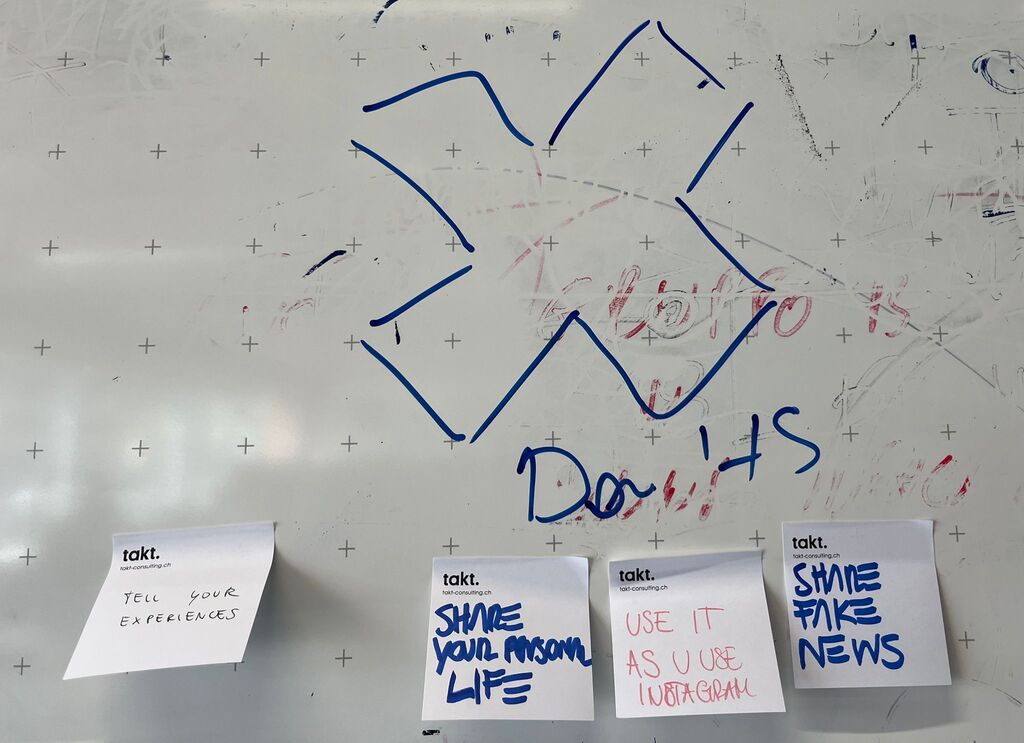 Don'ts
takt.
takt-consulting.ch
TELL YOUR
EXPERIENCES
takt.
takt-consulting.ch
SHARE
YOUR PERSONAL
LIFE
takt.
takt-consulting.ch
USE IT
AS U USE
INSTAGRAM
takt.
takt-consulting.ch
SHARE
FAKE
NEWS